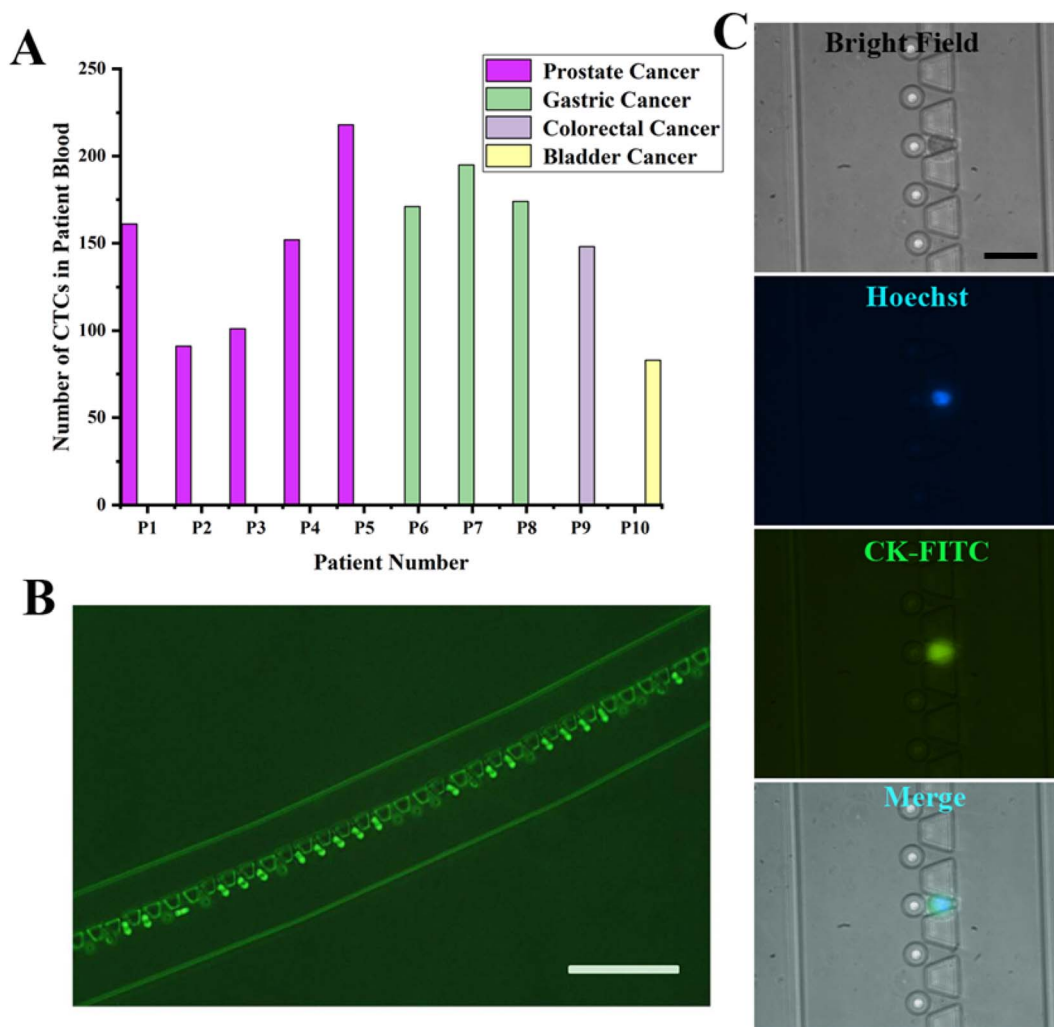 A
250
200
150
100
50
0
Number of CTCs in Patient Blood
Prostate Cancer
Gastric Cancer
Colorectal Cancer
Bladder Cancer
P1 P2 P3 P4 P5 P6 P7 P8 P9 P10
Patient Number
B
C
Bright Field
Hoechst
CK-FITC
Merge